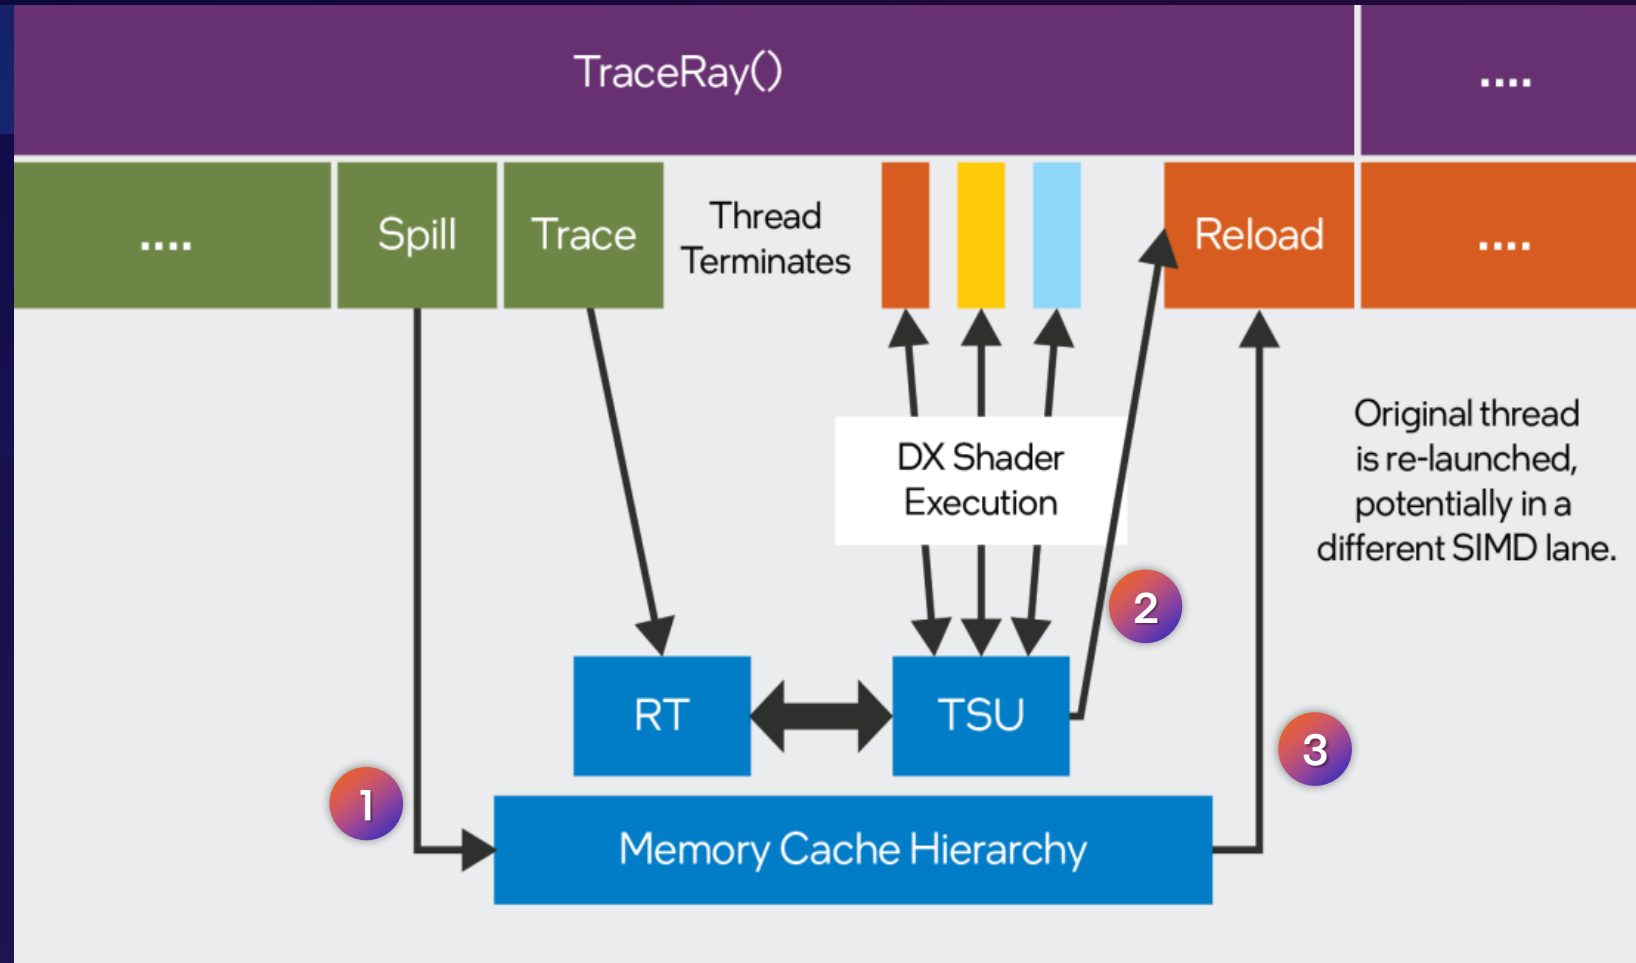 TraceRay()
....
....
Spill
Trace
Thread
Terminates
Reload
....
DX Shader
Execution
Original thread
is re-launched,
potentially in a
different SIMD lane.
2
RT
TSU
3
1
Memory Cache Hierarchy